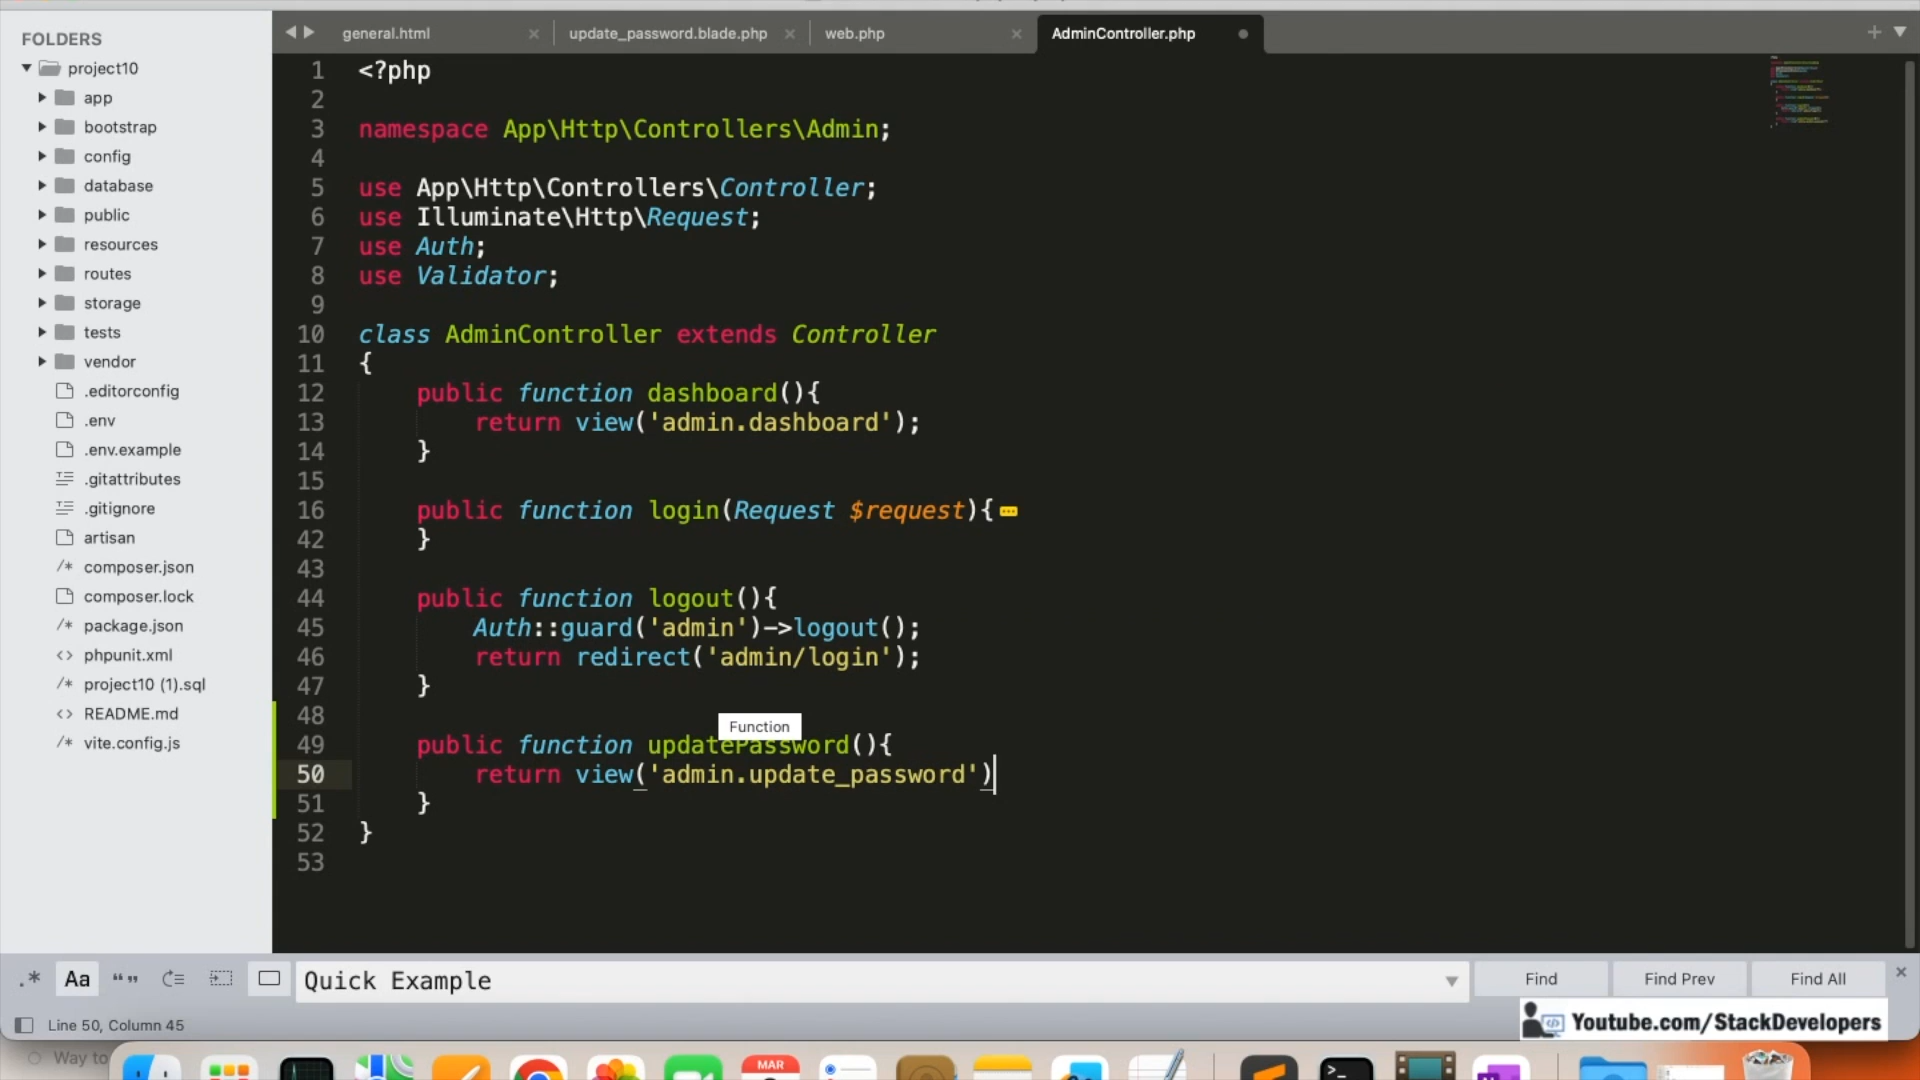 FOLDERS
project10
app
bootstrap
config
database
public
resources
routes
storage
tests
vendor
.editorconfig
.env
.env.example
.gitattributes
.gitignore
artisan
composer.json
composer.lock
package.json
phpunit.xml
project10 (1).sql
README.md
vite.config.js
general.html
update_password.blade.php
web.php
AdminController.php
1 <?php
2
3 namespace App\Http\Controllers\Admin;
4
5 use App\Http\Controllers\Controller;
6 use Illuminate\Http\Request;
7 use Auth;
8 use Validator;
9
10 class AdminController extends Controller
11 {
12 public function dashboard(){
13 return view('admin.dashboard');
14 }
15
16 public function login(Request $request){
42 }
43
44 public function logout(){
45 Auth::guard('admin')->logout();
46 return redirect('admin/login');
47 }
48
Function
49 public function updatePassword(){
50 return view('admin.update_password')
51 }
52 }
53
.* Aa “” Quick Example Find Find Prev Find All
Line 50, Column 45
Youtube.com/StackDevelopers
Way to
MAR